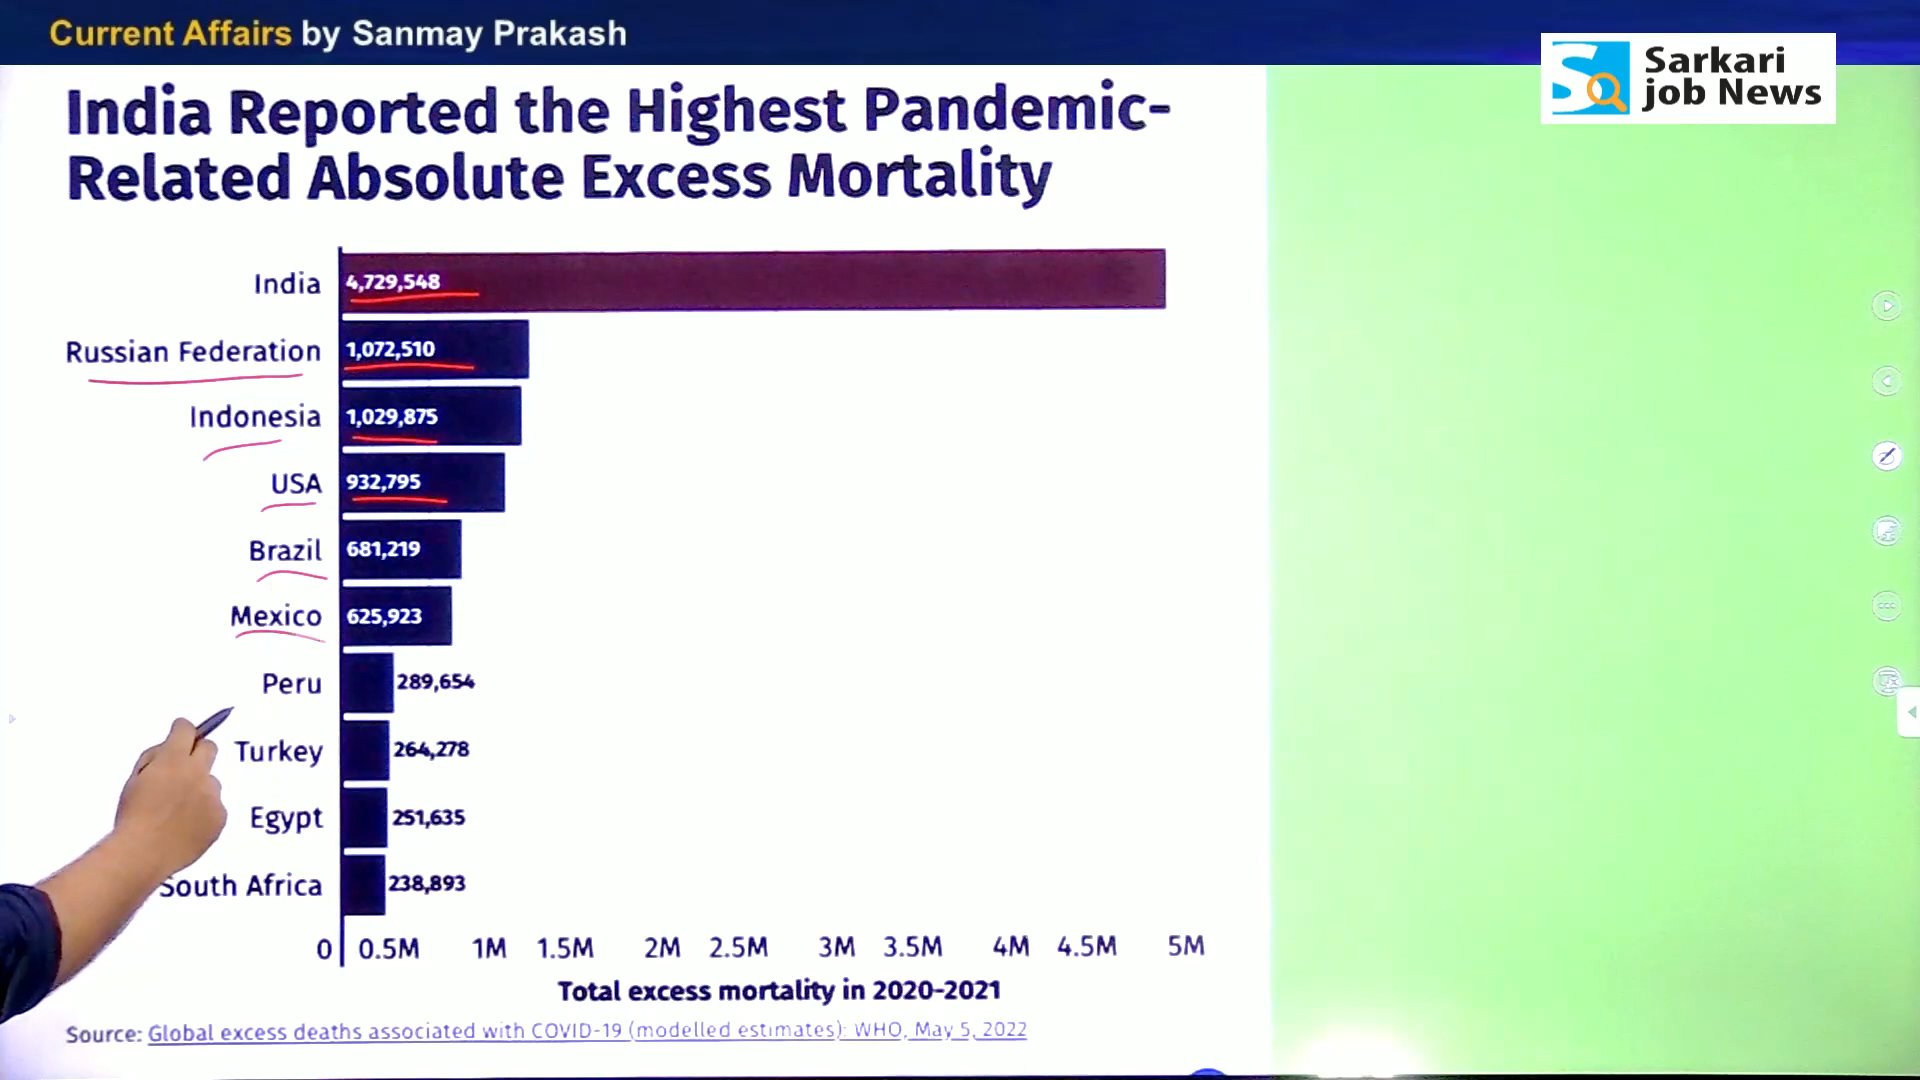 Current Affairs by Sanmay Prakash
Sarkari
job News
India Reported the Highest Pandemic-
Related Absolute Excess Mortality
India 4,729,548
Russian Federation 1,072,510
Indonesia 1,029,875
USA 932,795
Brazil 681,219
Mexico 625,923
Peru 289,654
Turkey 264,278
Egypt 251,635
South Africa 238,893
0 0.5M 1M 1.5M 2M 2.5M 3M 3.5M 4M 4.5M 5M
Total excess mortality in 2020-2021
Source: Global excess deaths associated with COVID-19 (modelled estimates): WHO, May 5, 2022